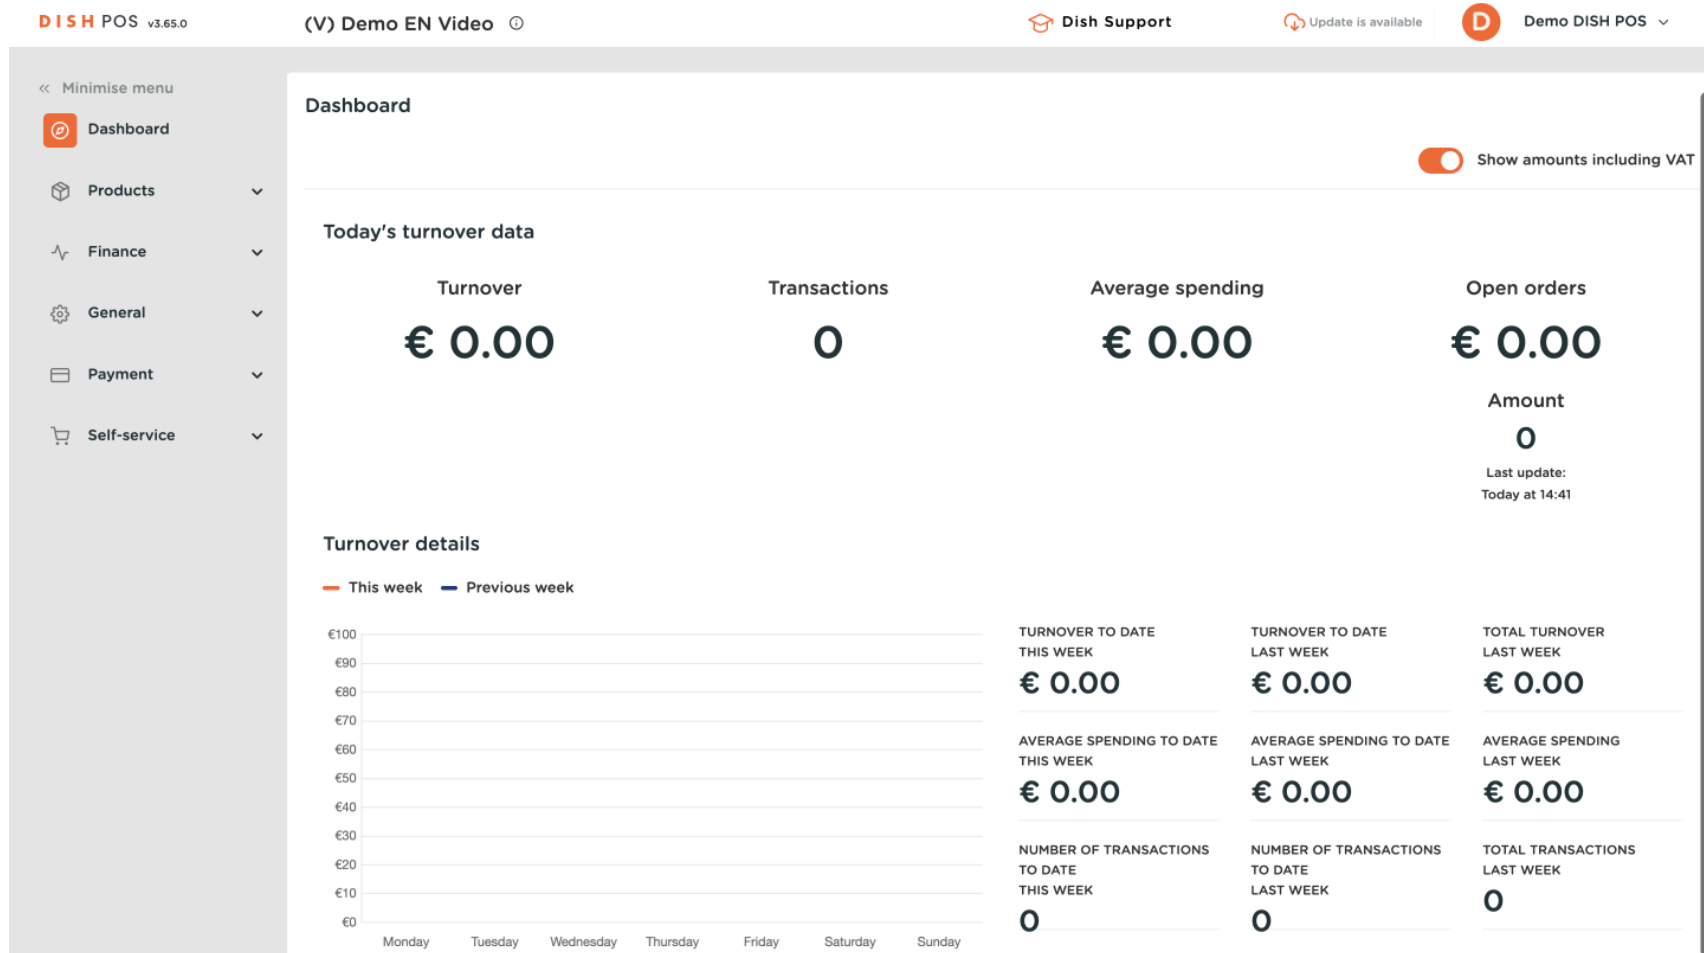 DISH POS v3.65.0
(V) Demo EN Video
Dish Support
Update is available
D
Demo DISH POS
Minimise menu
Dashboard
Products
Finance
General
Payment
Self-service
Dashboard
Show amounts including VAT
Today's turnover data
Turnover
€ 0.00
Transactions
0
Average spending
€ 0.00
Open orders
€ 0.00
Amount
0
Last update:
Today at 14:41
Turnover details
This week
Previous week
€100
€90
€80
€70
€60
€50
€40
€30
€20
€10
€0
Monday Tuesday Wednesday Thursday Friday Saturday Sunday
TURNOVER TO DATE
THIS WEEK
€ 0.00
TURNOVER TO DATE
LAST WEEK
€ 0.00
TOTAL TURNOVER
LAST WEEK
€ 0.00
AVERAGE SPENDING TO DATE
THIS WEEK
€ 0.00
AVERAGE SPENDING TO DATE
LAST WEEK
€ 0.00
AVERAGE SPENDING
LAST WEEK
€ 0.00
NUMBER OF TRANSACTIONS
TO DATE
THIS WEEK
0
NUMBER OF TRANSACTIONS
TO DATE
LAST WEEK
0
TOTAL TRANSACTIONS
LAST WEEK
0